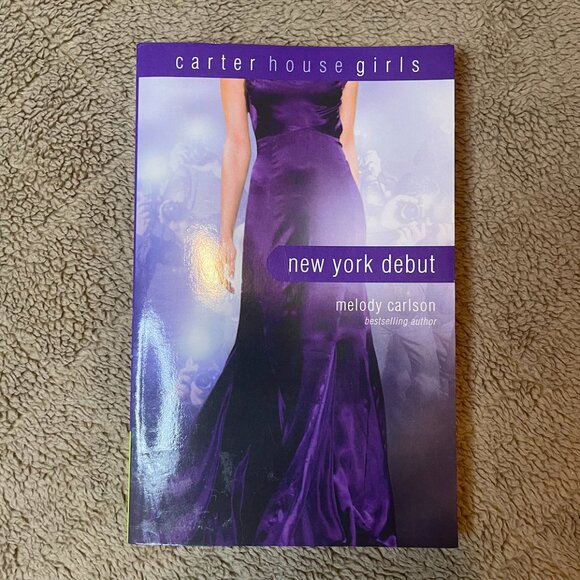 carter house girls
new york debut
melody carlson
bestselling author